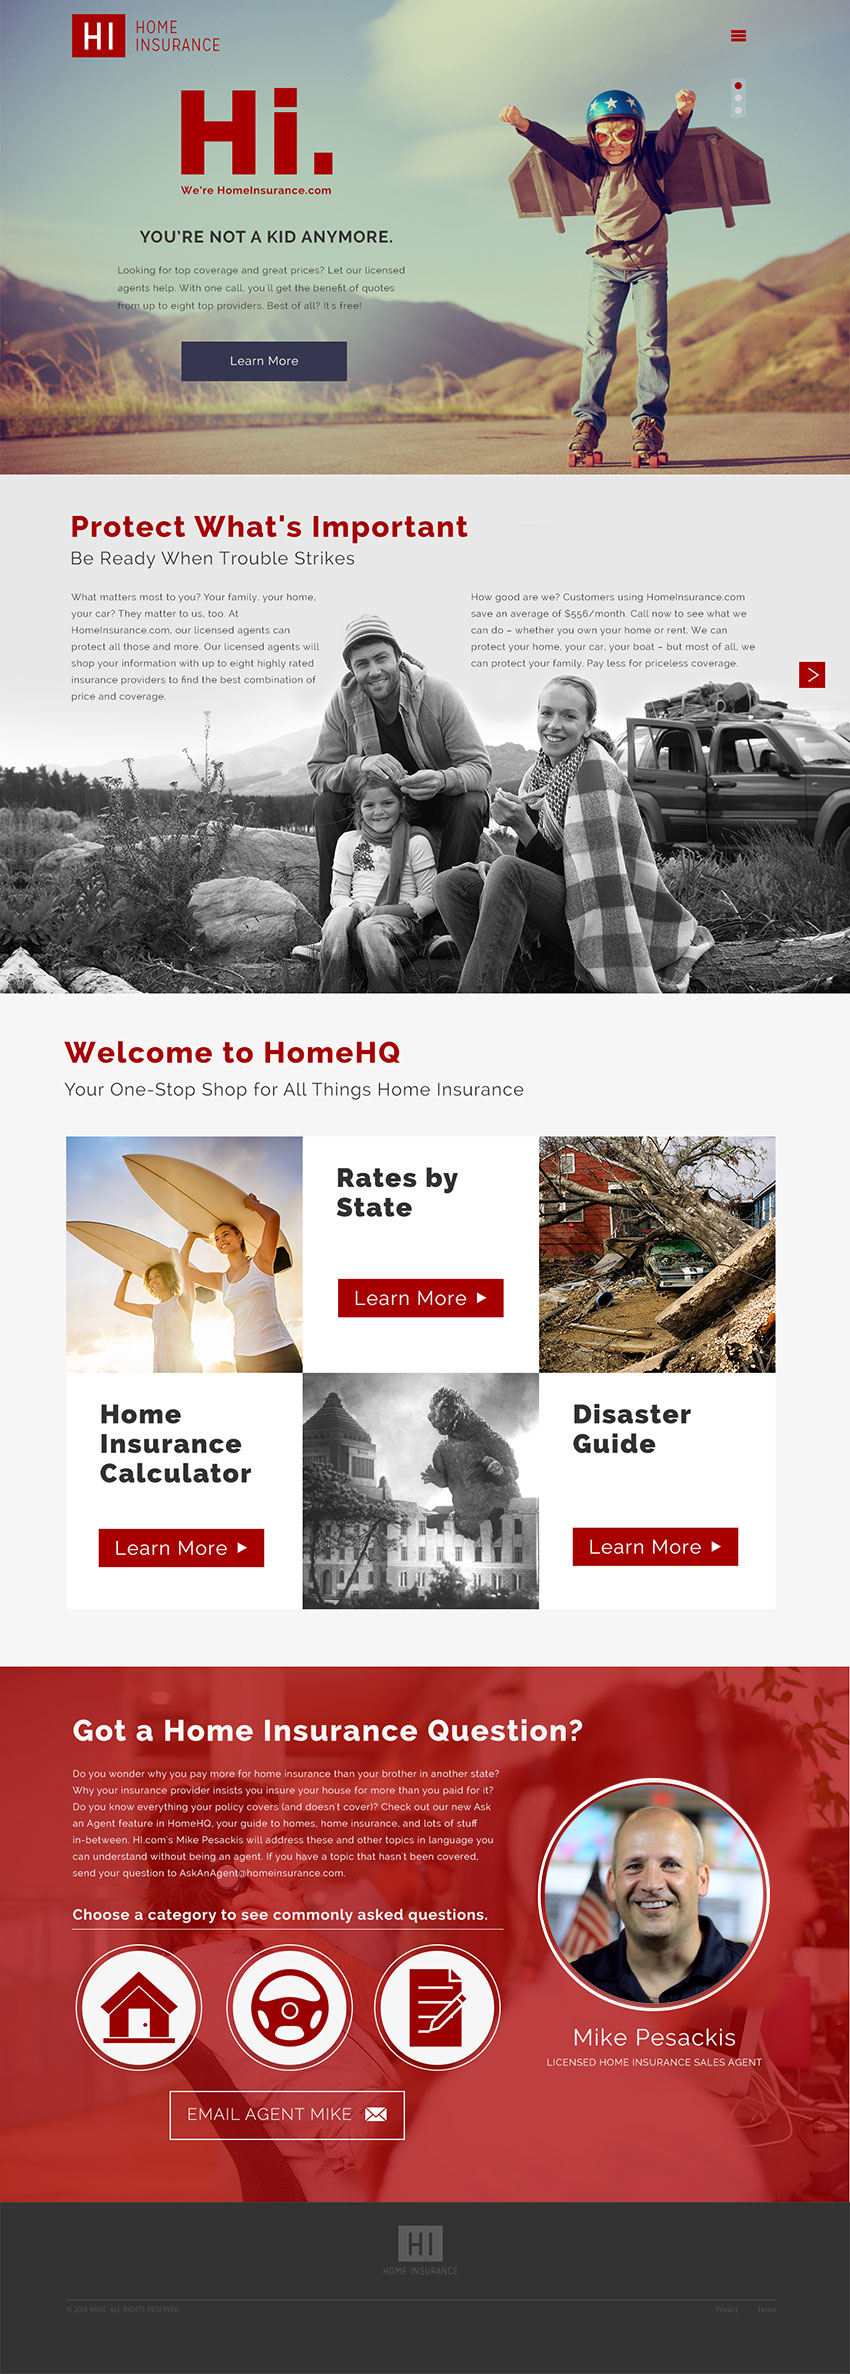 HI HOME
INSURANCE
Hi.
We're HomeInsurance.com
YOU'RE NOT A KID ANYMORE.
Looking for top coverage and great prices? Let our licensed
agents help. With one call, you'll get the benefit of quotes
from up to eight top providers. Best of all? It's free!
Learn More
Protect What's Important
Be Ready When Trouble Strikes
What matters most to you? Your family, your home,
your car? They matter to us, too. At
HomeInsurance.com, our licensed agents can
protect all those and more. Our licensed agents will
shop your information with up to eight highly rated
insurance providers to find the best combination of
price and coverage.
How good are we? Customers using HomeInsurance.com
save an average of $556/month. Call now to see what we
can do – whether you own your home or rent. We can
protect your home, your car, your boat – but most of all, we
can protect your family. Pay less for priceless coverage.
Welcome to HomeHQ
Your One-Stop Shop for All Things Home Insurance
Rates by
State
Learn More
Home
Insurance
Calculator
Learn More
Disaster
Guide
Learn More
Got a Home Insurance Question?
Do you wonder why you pay more for home insurance than your brother in another state?
Why your insurance provider insists you insure your house for more than you paid for it?
Do you know everything your policy covers (and doesn't cover)? Check out our new Ask
an Agent feature in HomeHQ, your guide to homes, home insurance, and lots of stuff
in-between. HI.com's Mike Pesackis will address these and other topics in language you
can understand without being an agent. If you have a topic that hasn't been covered,
send your question to AskAnAgent@homeinsurance.com.
Choose a category to see commonly asked questions.
EMAIL AGENT MIKE
Mike Pesackis
LICENSED HOME INSURANCE SALES AGENT
HI
HOME INSURANCE
© 2014 HUGE. ALL RIGHTS RESERVED
Privacy Terms